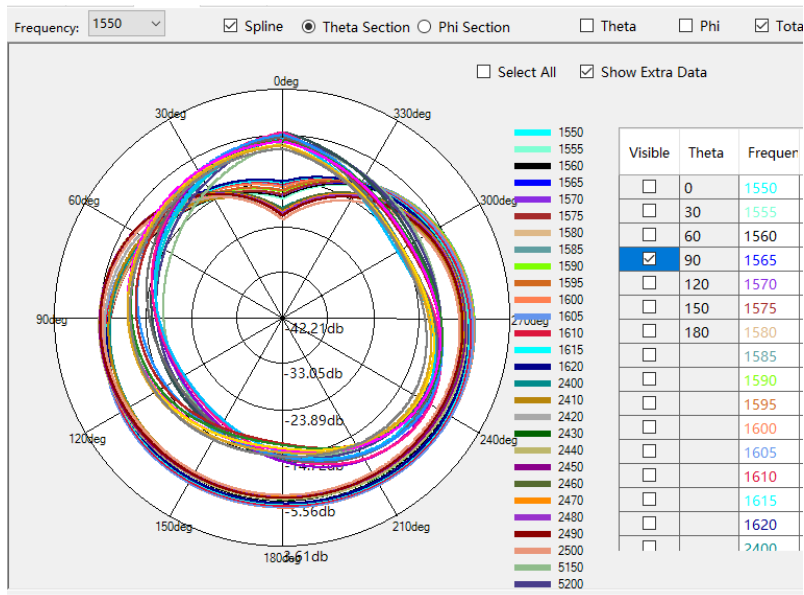 Frequency: 1550 Spline Theta Section Phi Section Theta Phi Tota
Select All Show Extra Data
0deg
30deg 330deg
60deg 300deg
90deg 270deg
120deg 240deg
150deg 210deg
180deg
-42.21db
-33.05db
-23.89db
-14.72db
-5.56db
3.61db
1550
1555
1560
1565
1570
1575
1580
1585
1590
1595
1600
1605
1610
1615
1620
2400
2410
2420
2430
2440
2450
2460
2470
2480
2490
2500
5150
5200
Visible Theta Frequen
0 1550
30 1555
60 1560
90 1565
120 1570
150 1575
180 1580
1585
1590
1595
1600
1605
1610
1615
1620
2400